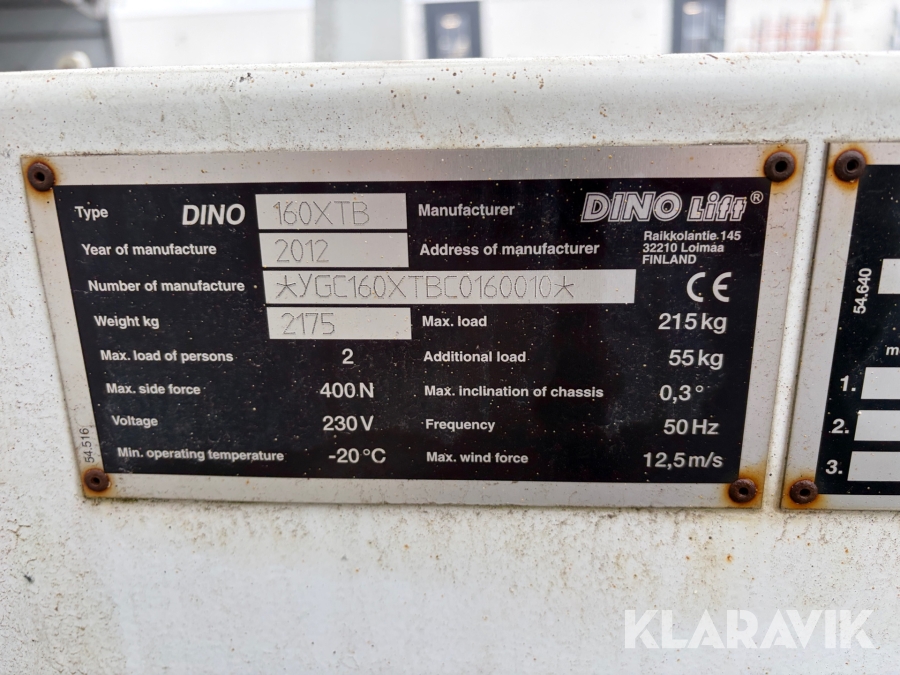 Type DINO 160XTB Manufacturer DINO Lift®
Raikkolantie 145
Year of manufacture 2012 Address of manufacturer 32210 Loimaa
FINLAND
Number of manufacture *YGC160XTBC0160010* CE
Weight kg 2175 Max. load 215 kg
Max. load of persons 2 Additional load 55 kg
Max. side force 400 N Max. inclination of chassis 0,3°
Voltage 230 V Frequency 50 Hz
Min. operating temperature -20°C Max. wind force 12,5 m/s
54.516
54.640
m
1.
2.
3.
KLARAVIK